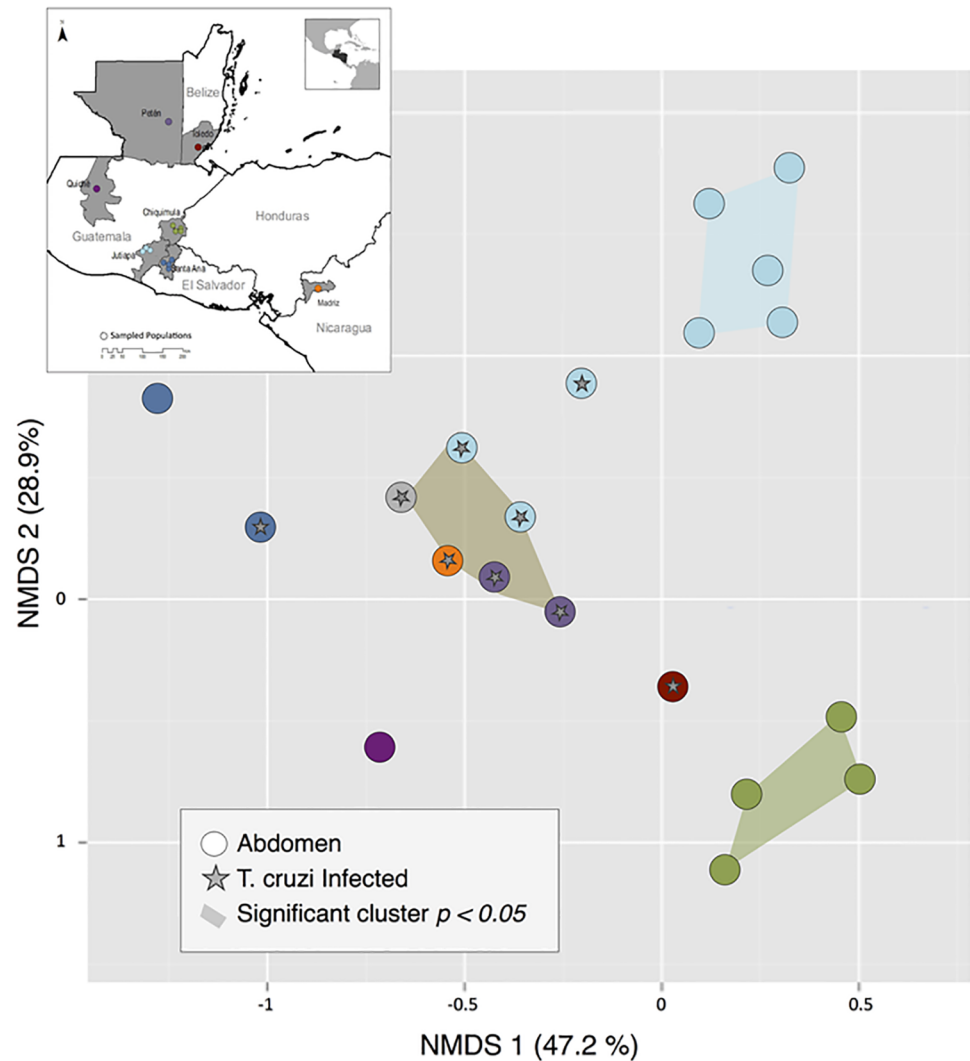 N
Belize
Petén
Toledo
Quiché
Chiquimula
Honduras
Guatemala
Jutiapa
Santa Ana
El Salvador
Madriz
Nicaragua
Sampled Populations
NMDS 2 (28.9%)
0
1
Abdomen
T. cruzi Infected
Significant cluster p < 0.05
-1
-0.5
0
0.5
NMDS 1 (47.2 %)